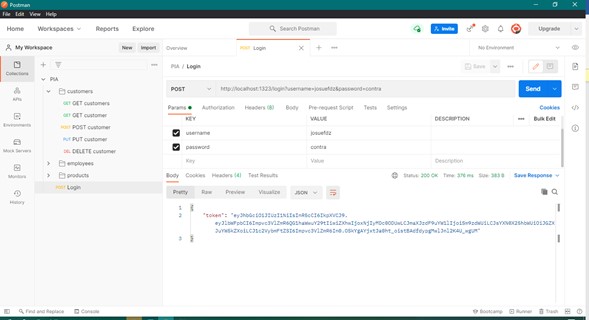 Postman
File Edit View Help
Home Workspaces Reports Explore
Search Postman
Invite
Upgrade
My Workspace
New Import
Overview
POST Login
No Environment
Collections
APIs
Environments
Mock Servers
Monitors
History
PIA
customers
GET GET customers
GET GET customer
POST POST customer
PUT PUT customer
DEL DELETE customer
employees
products
POST Login
PIA / Login
Save
POST
http://localhost:1323/login?username=josuefdz&password=contra
Send
Params Authorization Headers (8) Body Pre-request Script Tests Settings
Cookies
KEY VALUE DESCRIPTION
Bulk Edit
username josuefdz
password contra
Key Value Description
Body Cookies Headers (4) Test Results
Status: 200 OK Time: 376 ms Size: 383 B
Save Response
Pretty Raw Preview Visualize JSON
1 {
2 "token":
3 }
Find and Replace Console
Bootcamp Runner Trash